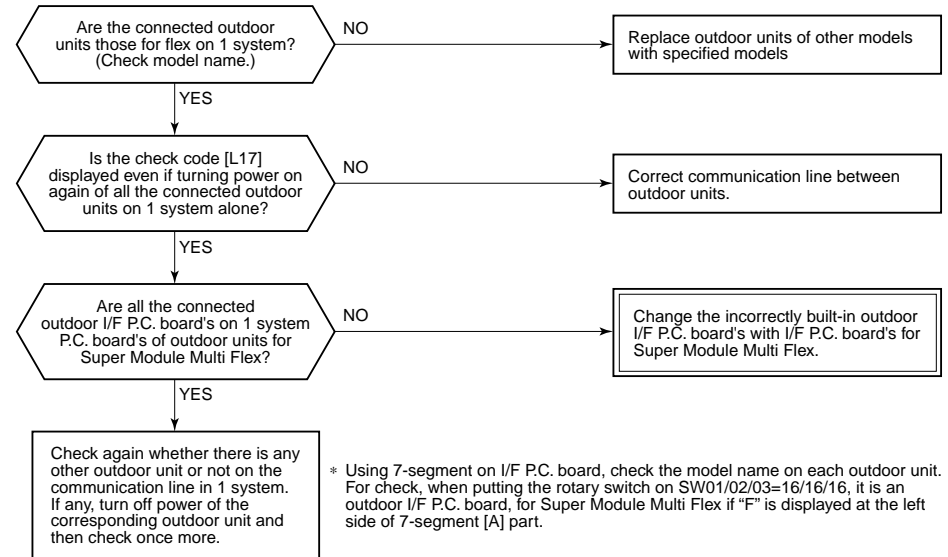 Are the connected outdoor
units those for flex on 1 system?
(Check model name.)
NO
Replace outdoor units of other models
with specified models
YES
Is the check code [L17]
displayed even if turning power on
again of all the connected outdoor
units on 1 system alone?
NO
Correct communication line between
outdoor units.
YES
Are all the connected
outdoor I/F P.C. board's on 1 system
P.C. board's of outdoor units for
Super Module Multi Flex?
NO
Change the incorrectly built-in outdoor
I/F P.C. board's with I/F P.C. board's for
Super Module Multi Flex.
YES
Check again whether there is any
other outdoor unit or not on the
communication line in 1 system.
If any, turn off power of the
corresponding outdoor unit and
then check once more.
* Using 7-segment on I/F P.C. board, check the model name on each outdoor unit.
For check, when putting the rotary switch on SW01/02/03=16/16/16, it is an
outdoor I/F P.C. board, for Super Module Multi Flex if “F” is displayed at the left
side of 7-segment [A] part.